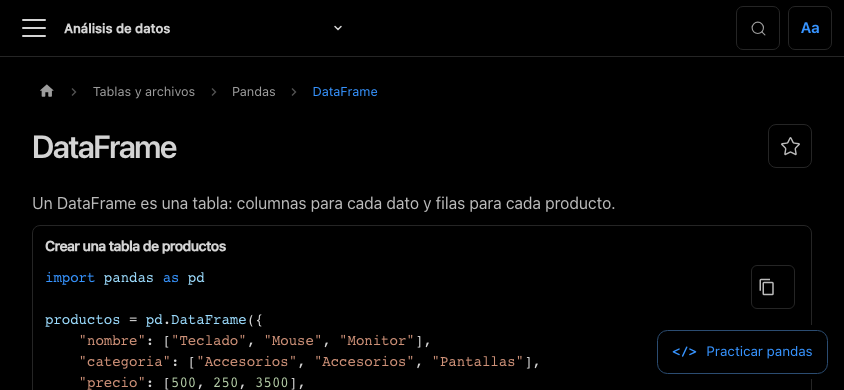 Análisis de datos
Aa
Tablas y archivos > Pandas > DataFrame
DataFrame
Un DataFrame es una tabla: columnas para cada dato y filas para cada producto.
Crear una tabla de productos
import pandas as pd
productos = pd.DataFrame({
"nombre": ["Teclado", "Mouse", "Monitor"],
"categoria": ["Accesorios", "Accesorios", "Pantallas"],
"precio": [500, 250, 3500],
</> Practicar pandas